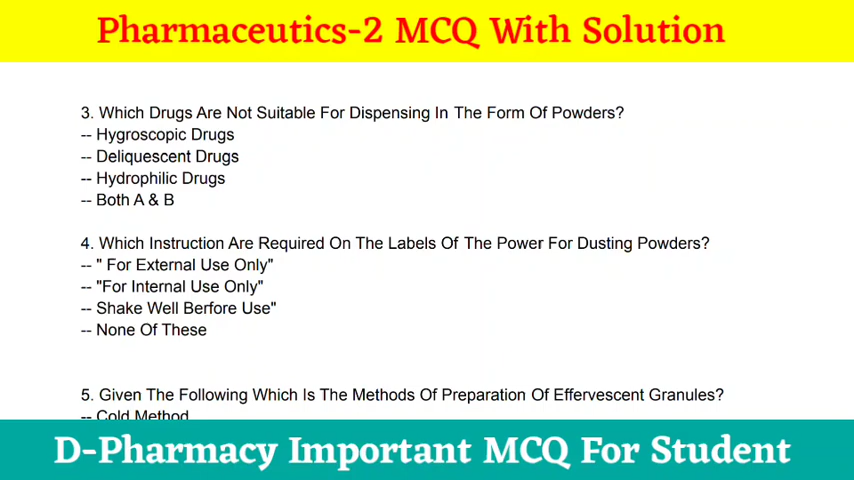 Pharmaceutics-2 MCQ With Solution
3. Which Drugs Are Not Suitable For Dispensing In The Form Of Powders?
-- Hygroscopic Drugs
-- Deliquescent Drugs
-- Hydrophilic Drugs
-- Both A & B
4. Which Instruction Are Required On The Labels Of The Power For Dusting Powders?
-- " For External Use Only"
-- "For Internal Use Only"
-- Shake Well Berfore Use"
-- None Of These
5. Given The Following Which Is The Methods Of Preparation Of Effervescent Granules?
-- Cold Method
D-Pharmacy Important MCQ For Student